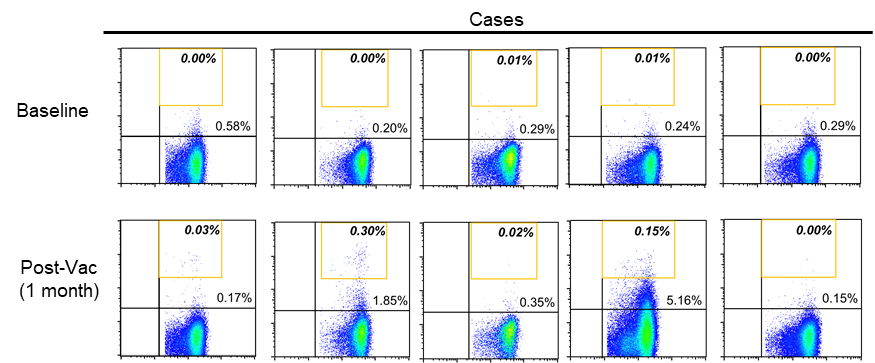 Cases
0.00% 0.00% 0.01% 0.01% 0.00%
Baseline
0.58% 0.20% 0.29% 0.24% 0.29%
0.03% 0.30% 0.02% 0.15% 0.00%
Post-Vac
(1 month)
0.17% 1.85% 0.35% 5.16% 0.15%